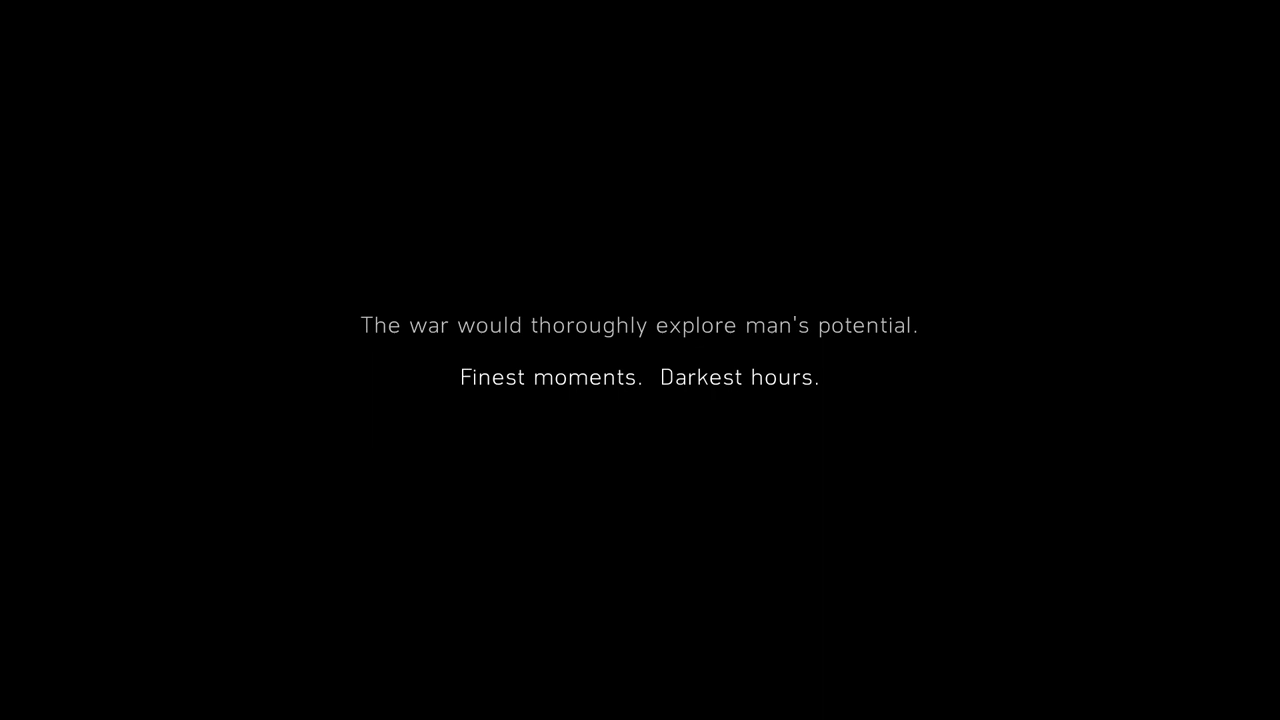 The war would thoroughly explore man's potential.
Finest moments.  Darkest hours.